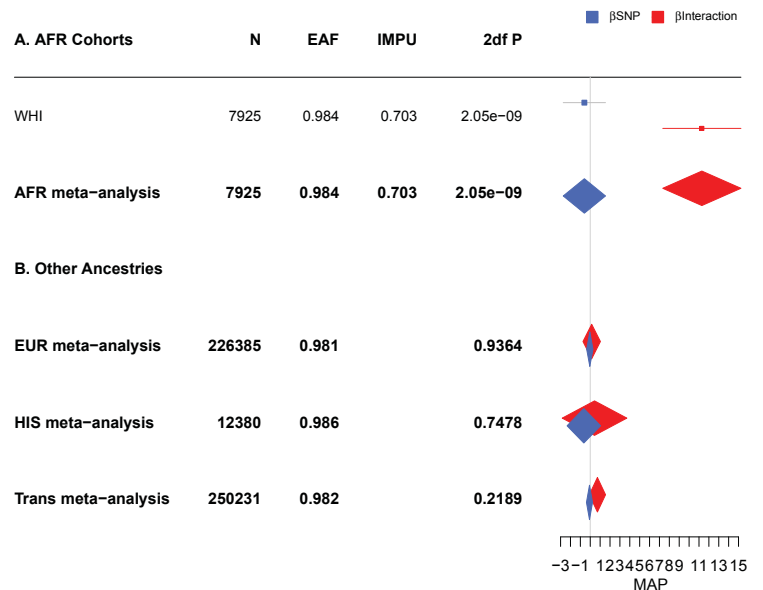 βSNP βInteraction
A. AFR Cohorts N EAF IMPU 2df P
WHI 7925 0.984 0.703 2.05e−09
AFR meta−analysis 7925 0.984 0.703 2.05e−09
B. Other Ancestries
EUR meta−analysis 226385 0.981 0.9364
HIS meta−analysis 12380 0.986 0.7478
Trans meta−analysis 250231 0.982 0.2189
−3−1 123456789 11 1315
MAP